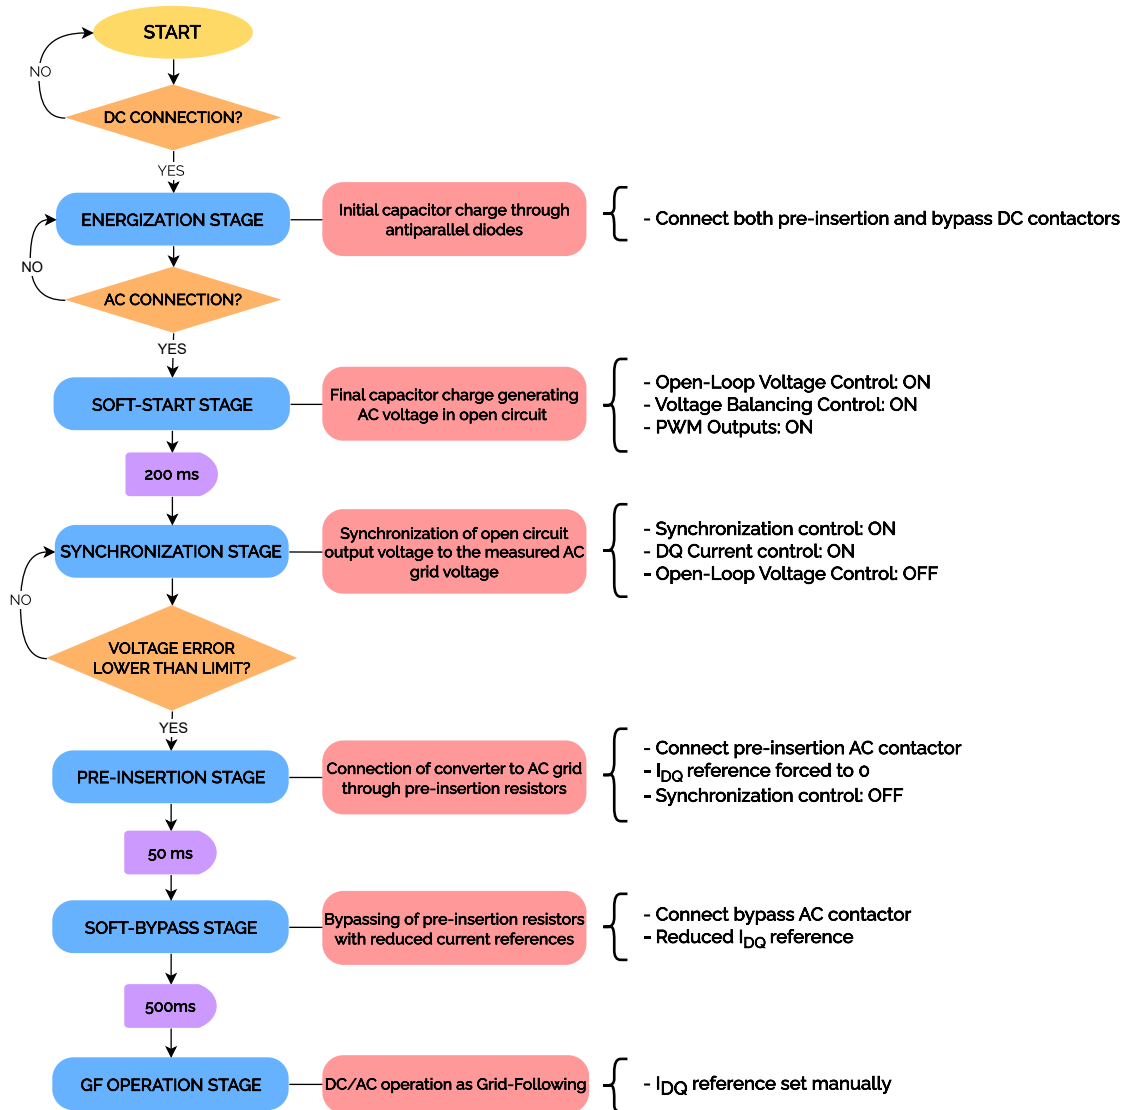 START
NO
DC CONNECTION?
YES
ENERGIZATION STAGE
Initial capacitor charge through
antiparallel diodes
- Connect both pre-insertion and bypass DC contactors
NO
AC CONNECTION?
YES
SOFT-START STAGE
Final capacitor charge generating
AC voltage in open circuit
- Open-Loop Voltage Control: ON
- Voltage Balancing Control: ON
- PWM Outputs: ON
200 ms
SYNCHRONIZATION STAGE
Synchronization of open circuit
output voltage to the measured AC
grid voltage
- Synchronization control: ON
- DQ Current control: ON
- Open-Loop Voltage Control: OFF
NO
VOLTAGE ERROR
LOWER THAN LIMIT?
YES
PRE-INSERTION STAGE
Connection of converter to AC grid
through pre-insertion resistors
- Connect pre-insertion AC contactor
- IDQ reference forced to 0
- Synchronization control: OFF
50 ms
SOFT-BYPASS STAGE
Bypassing of pre-insertion resistors
with reduced current references
- Connect bypass AC contactor
- Reduced IDQ reference
500ms
GF OPERATION STAGE
DC/AC operation as Grid-Following
- IDQ reference set manually